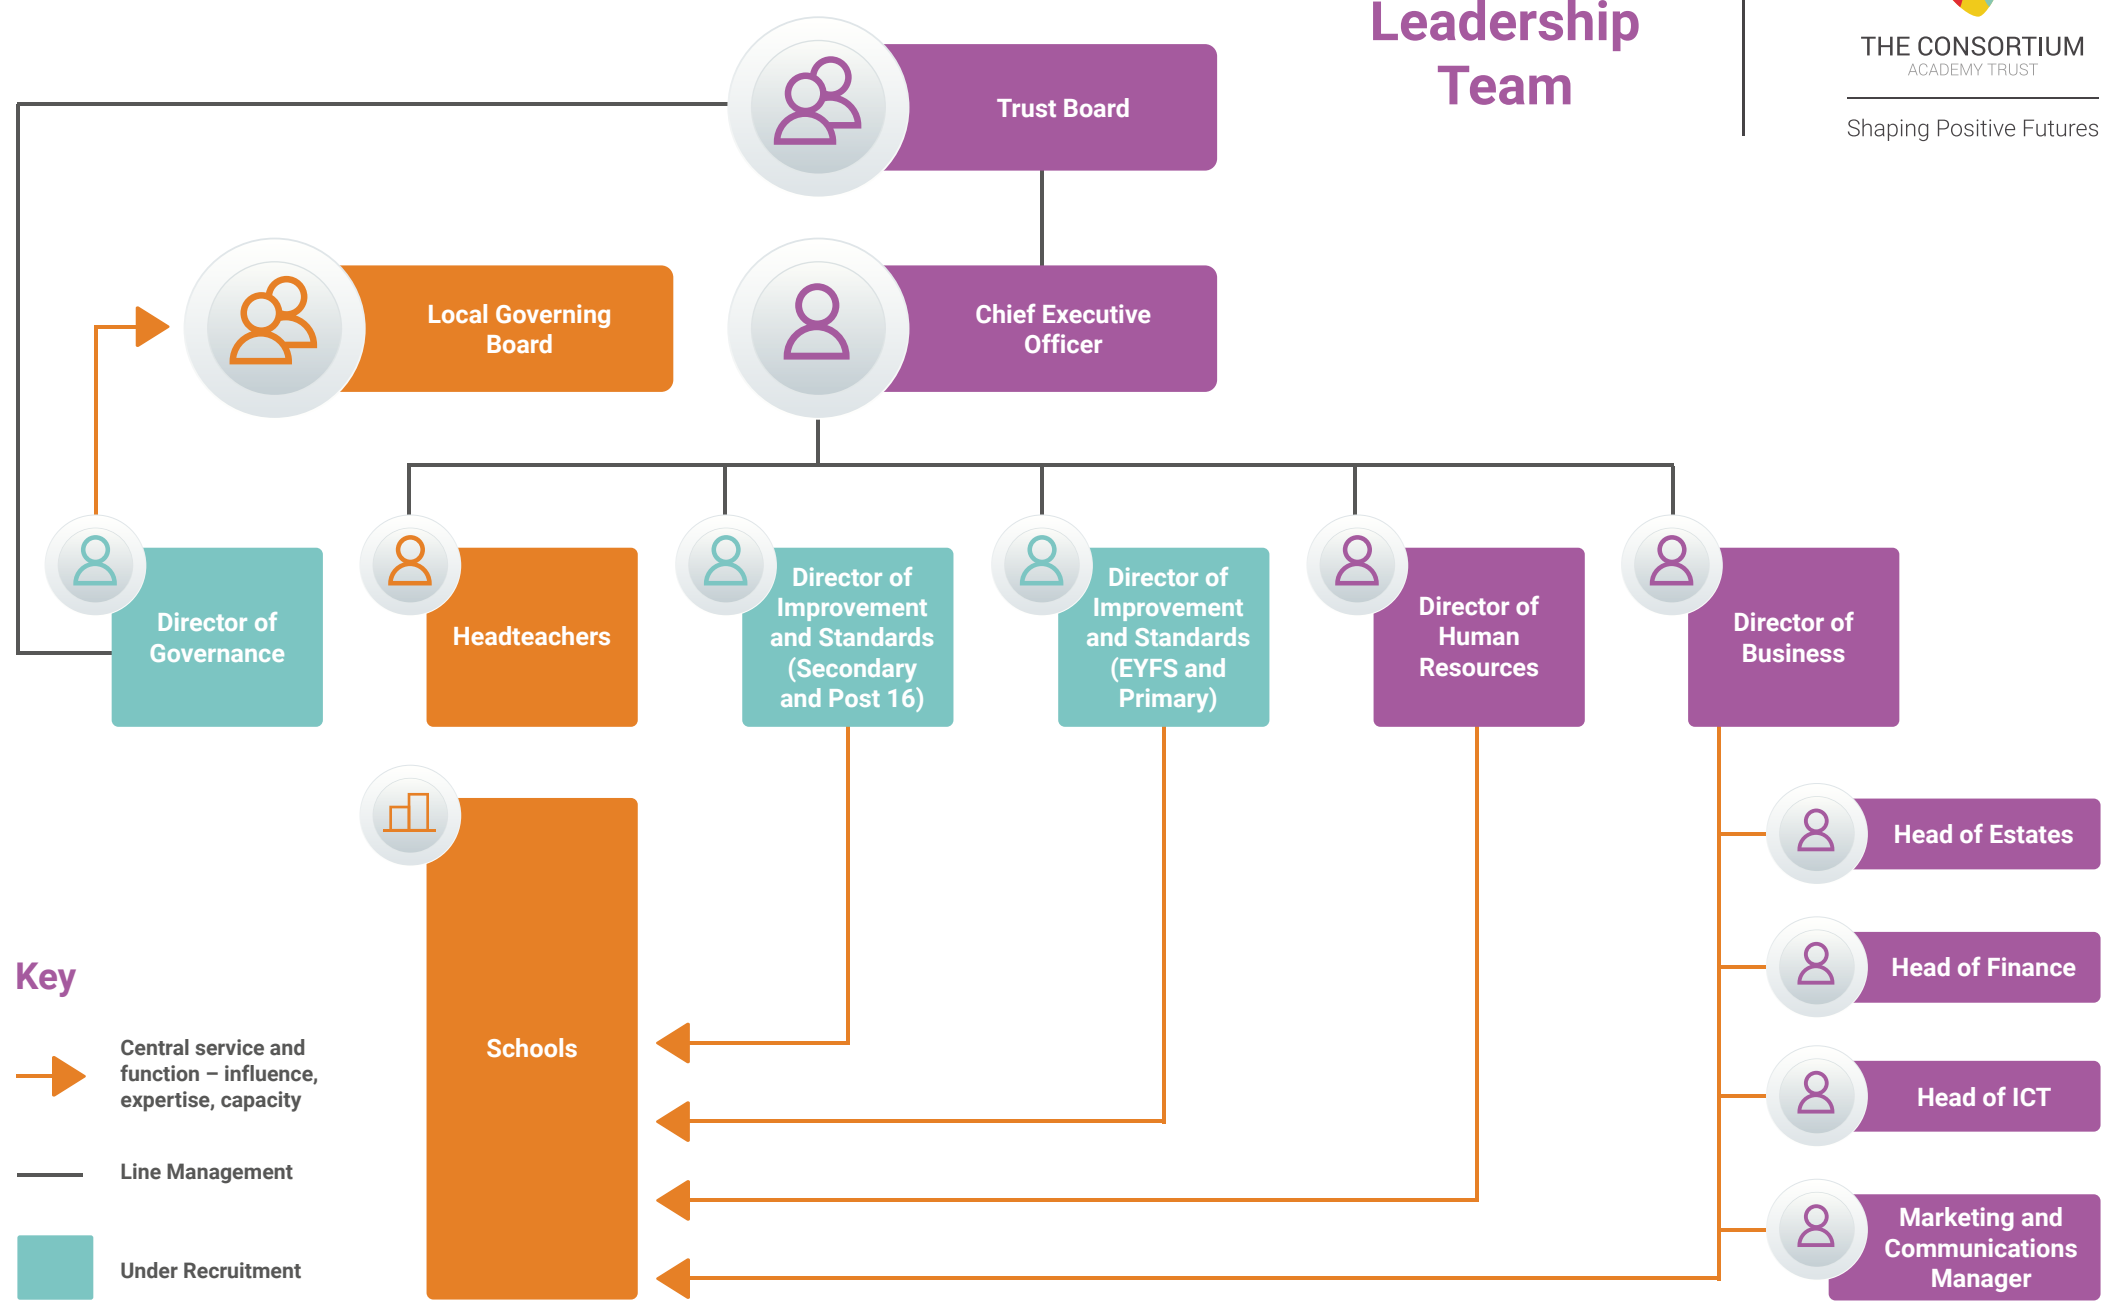 Leadership
Team
THE CONSORTIUM
ACADEMY TRUST
Shaping Positive Futures
Trust Board
Local Governing
Board
Chief Executive
Officer
Director of
Governance
Headteachers
Director of
Improvement
and Standards
(Secondary
and Post 16)
Director of
Improvement
and Standards
(EYFS and
Primary)
Director of
Human
Resources
Director of
Business
Schools
Head of Estates
Head of Finance
Head of ICT
Marketing and
Communications
Manager
Key
Central service and
function – influence,
expertise, capacity
Line Management
Under Recruitment